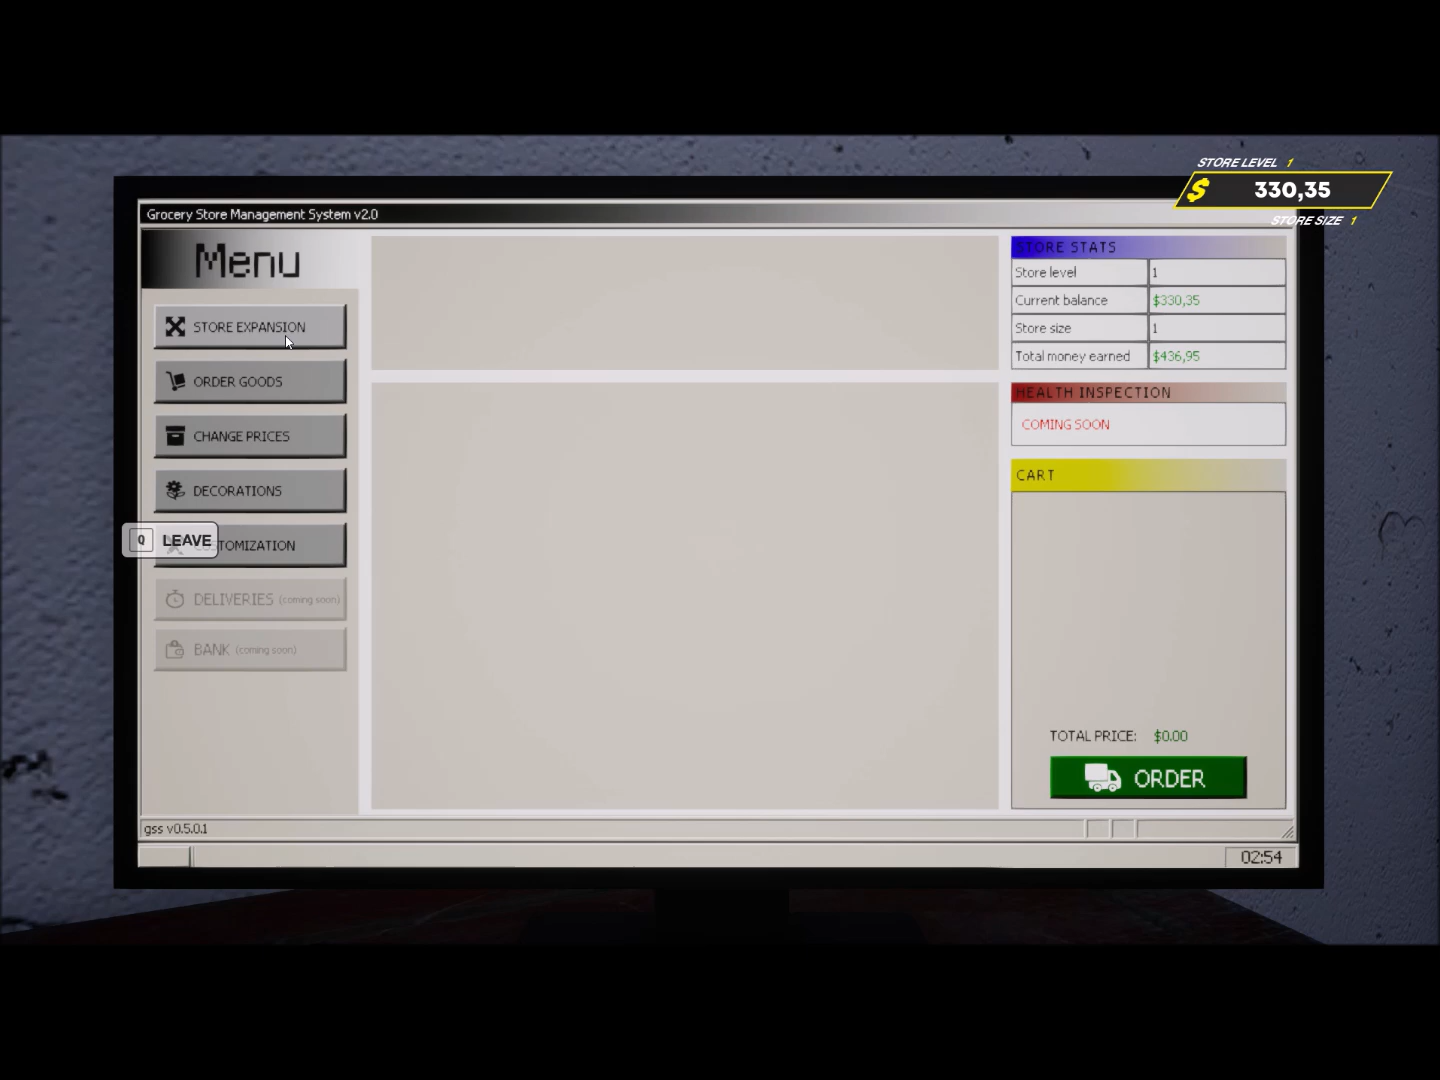 STORE LEVEL 1
$ 330,35
STORE SIZE 1
Grocery Store Management System v2.0
Menu
STORE EXPANSION
ORDER GOODS
CHANGE PRICES
DECORATIONS
Q LEAVE
CUSTOMIZATION
DELIVERIES (coming soon)
BANK (coming soon)
STORE STATS
Store level 1
Current balance $330,35
Store size 1
Total money earned $436,95
HEALTH INSPECTION
COMING SOON
CART
TOTAL PRICE: $0.00
ORDER
gss v0.5.0.1
02:54